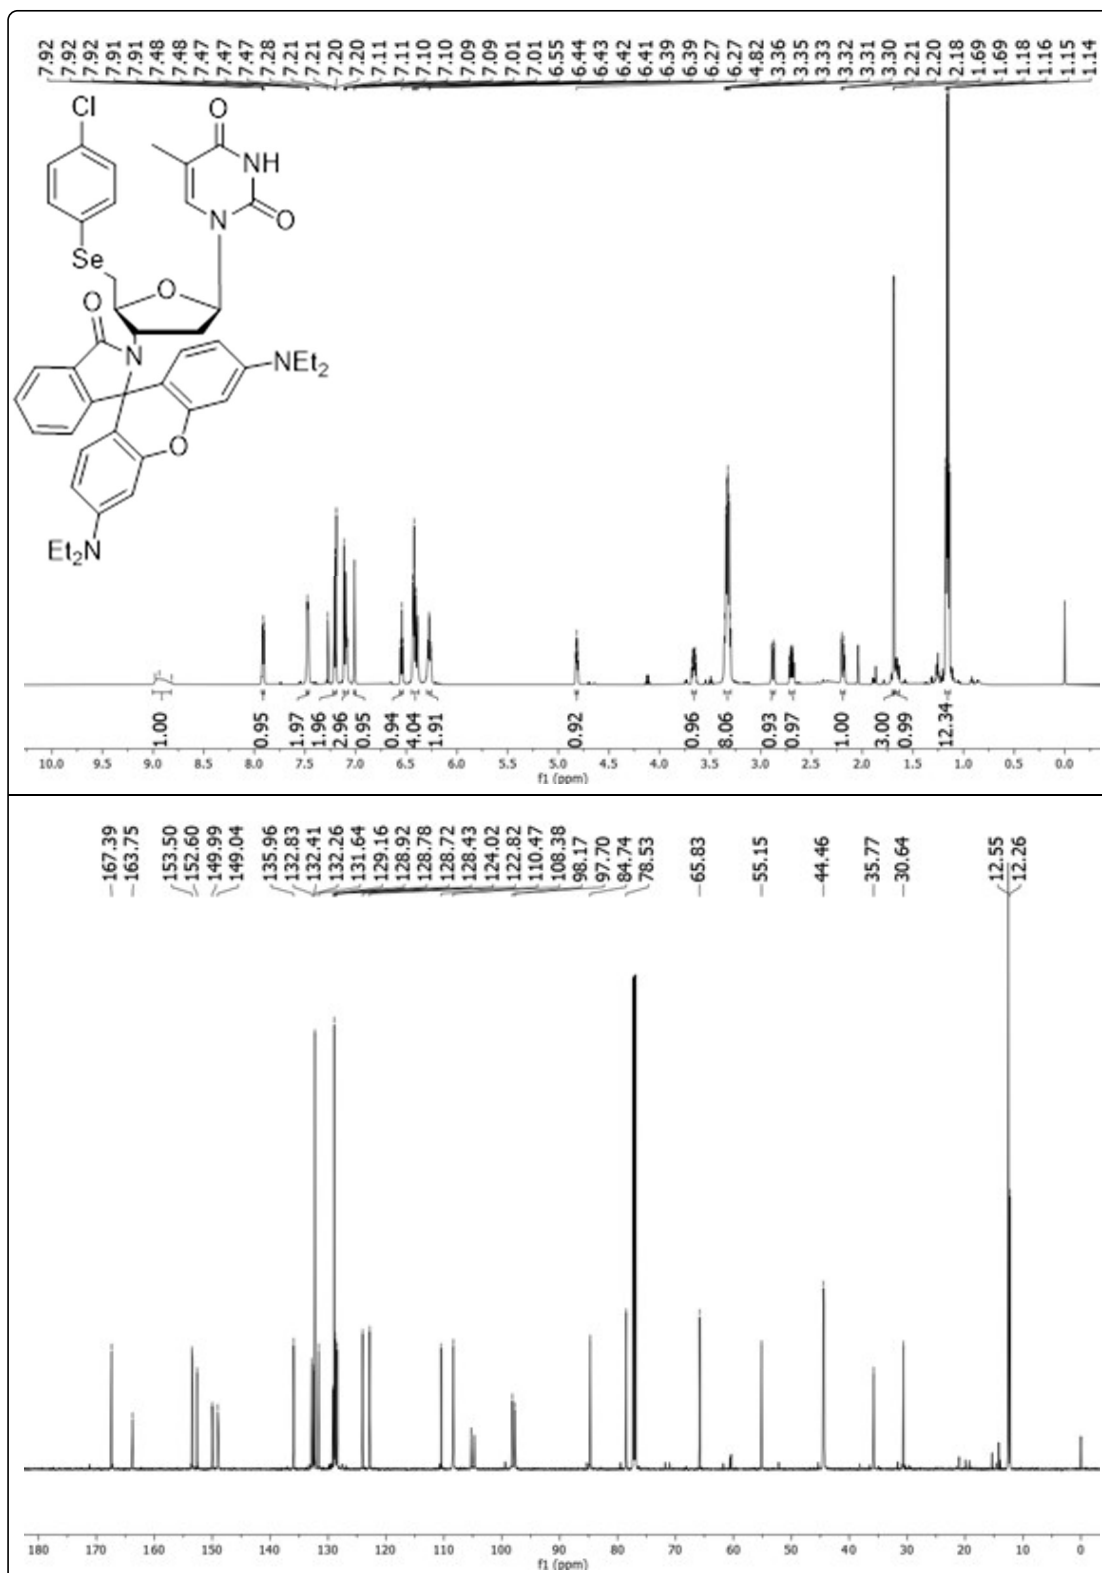 7.92 7.92 7.92 7.91 7.91 7.48 7.48 7.47 7.47 7.47 7.28 7.21 7.21 7.20 7.20 7.11 7.11 7.10 7.10 7.09 7.09 7.01 7.01 6.55 6.44 6.43 6.42 6.41 6.39 6.39 6.27 6.27 4.82 3.36 3.35 3.33 3.32 3.31 3.30 2.21 2.20 2.18 1.69 1.69 1.18 1.16 1.15 1.14
Cl
O
NH
N
O
Se
O
O
N
NEt2
O
Et2N
1.00 0.95 1.97 1.96 2.96 0.95 0.94 4.04 1.91 0.92 0.96 8.06 0.93 0.97 1.00 3.00 0.99 12.34
10.0 9.5 9.0 8.5 8.0 7.5 7.0 6.5 6.0 5.5 5.0 4.5 4.0 3.5 3.0 2.5 2.0 1.5 1.0 0.5 0.0
f1 (ppm)
167.39 163.75 153.50 152.60 149.99 149.04 135.96 132.83 132.41 132.26 131.64 129.16 128.92 128.78 128.72 128.43 124.02 122.82 110.47 108.38 98.17 97.70 84.74 78.53 65.83 55.15 44.46 35.77 30.64 12.55 12.26
180 170 160 150 140 130 120 110 100 90 80 70 60 50 40 30 20 10 0
f1 (ppm)